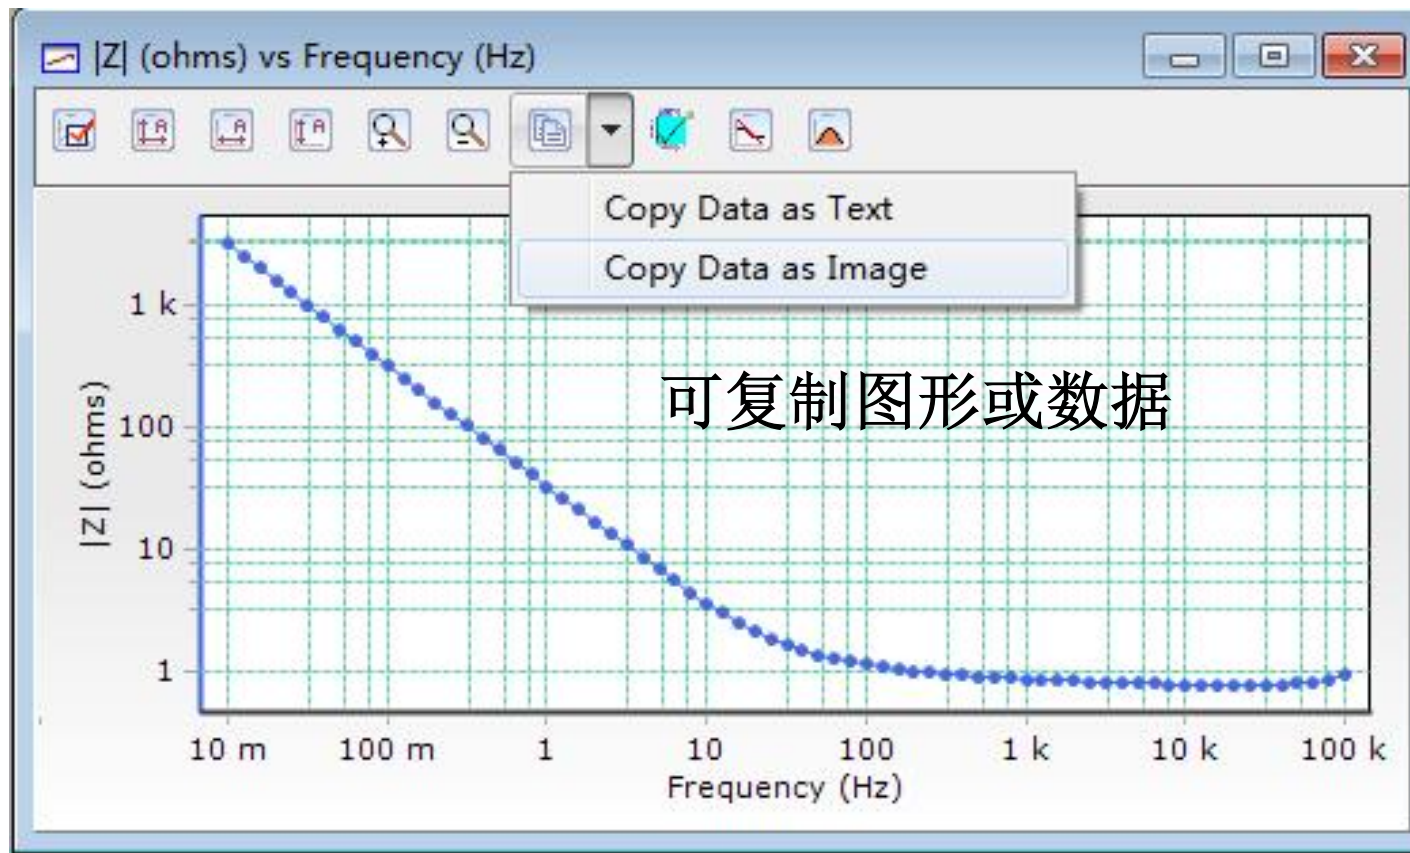 |Z| (ohms) vs Frequency (Hz)
Copy Data as Text
Copy Data as Image
可复制图形或数据
1 k
100
10
1
|Z| (ohms)
10 m
100 m
1
10
100
1 k
10 k
100 k
Frequency (Hz)